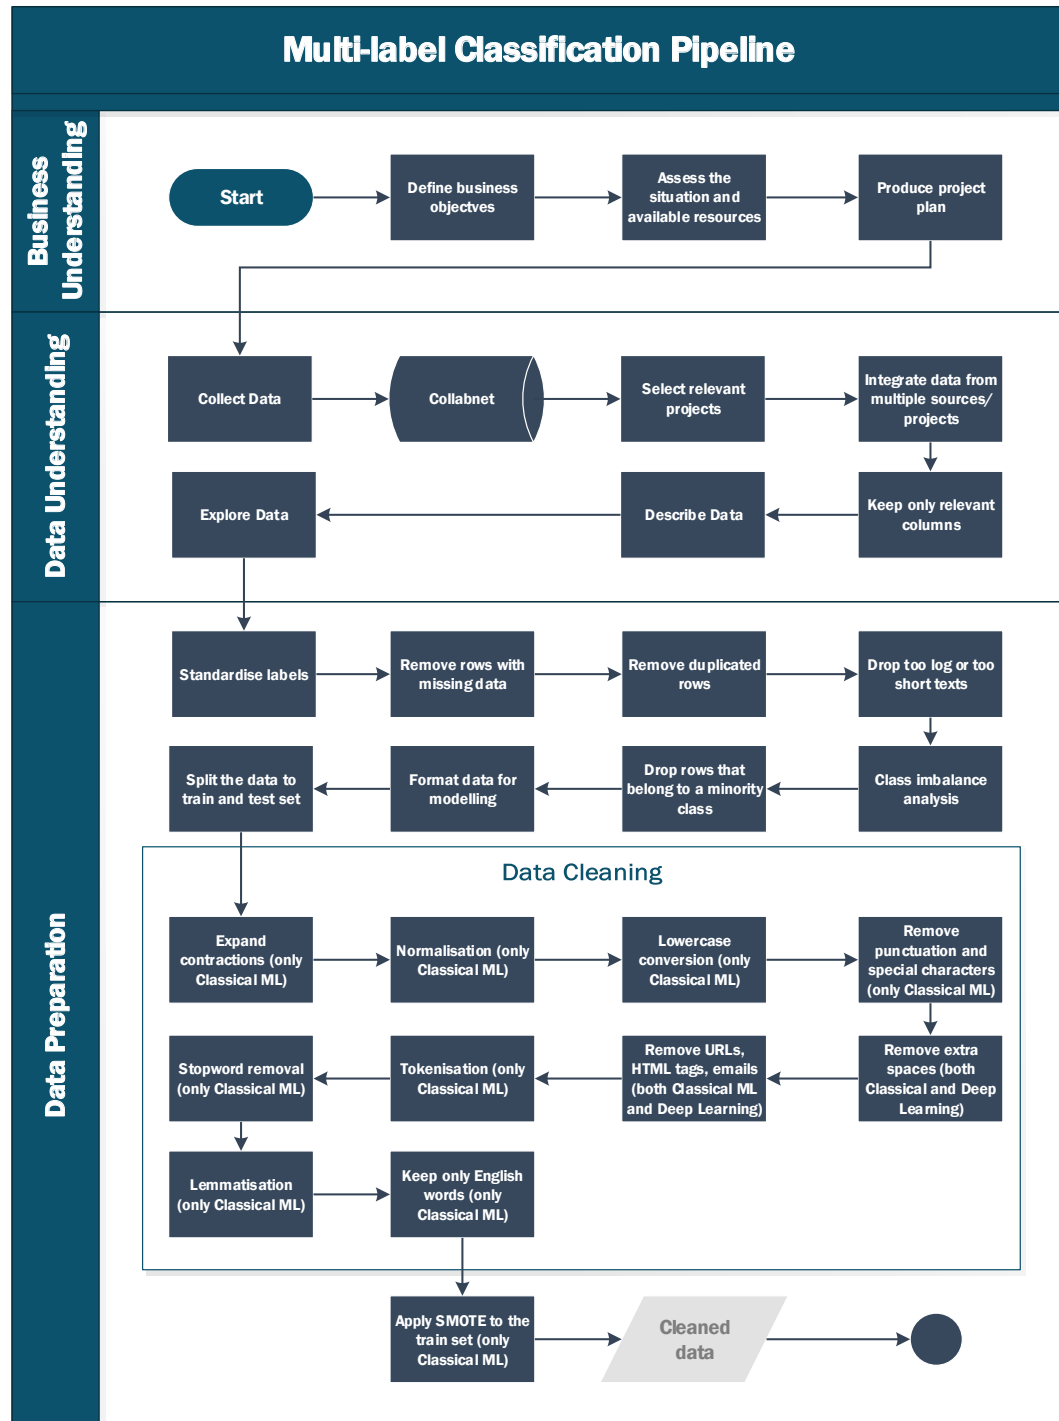 Multi-label Classification Pipeline
Business
Understanding
Start
Define business
objectves
Assess the
situation and
available resources
Produce project
plan
Data Understanding
Collect Data
Collabnet
Select relevant
projects
Integrate data from
multiple sources/
projects
Explore Data
Describe Data
Keep only relevant
columns
Data Preparation
Standardise labels
Remove rows with
missing data
Remove duplicated
rows
Drop too log or too
short texts
Split the data to
train and test set
Format data for
modelling
Drop rows that
belong to a minority
class
Class imbalance
analysis
Data Cleaning
Expand
contractions (only
Classical ML)
Normalisation (only
Classical ML)
Lowercase
conversion (only
Classical ML)
Remove
punctuation and
special characters
(only Classical ML)
Stopword removal
(only Classical ML)
Tokenisation (only
Classical ML)
Remove URLs,
HTML tags, emails
(both Classical ML
and Deep Learning)
Remove extra
spaces (both
Classical and Deep
Learning)
Lemmatisation
(only Classical ML)
Keep only English
words (only
Classical ML)
Apply SMOTE to the
train set (only
Classical ML)
Cleaned
data